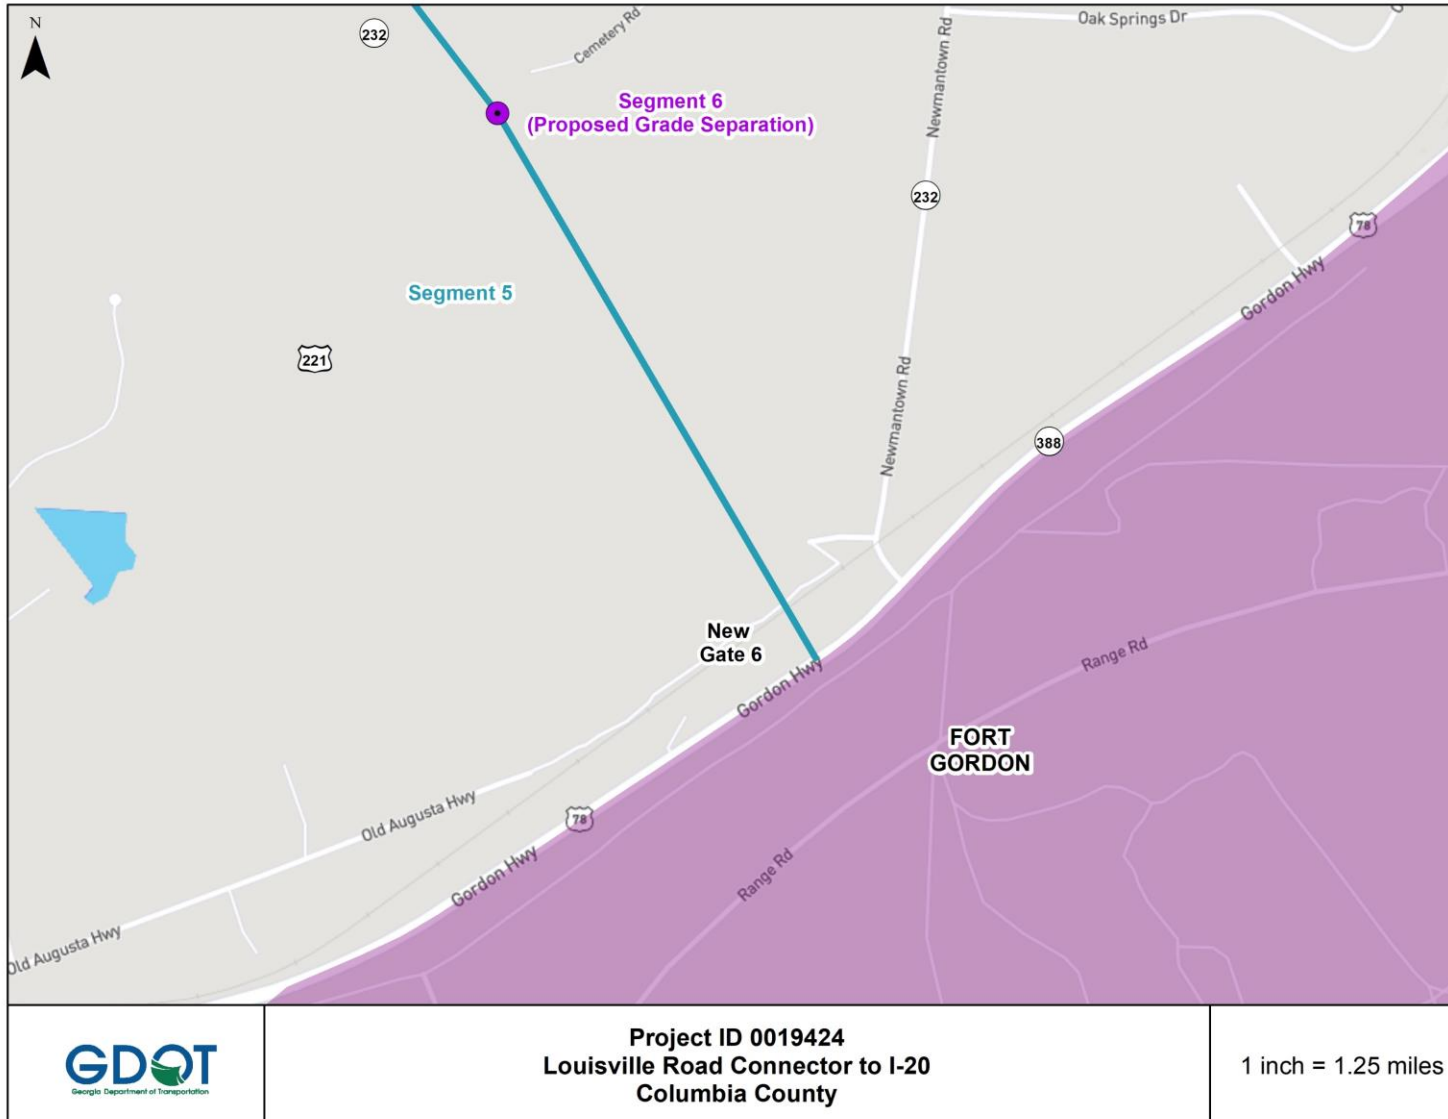 N
232
Cemetery Rd
Oak Springs Dr
Newmantown Rd
Segment 6
(Proposed Grade Separation)
232
78
Gordon Hwy
Segment 5
221
Newmantown Rd
388
New
Gate 6
Gordon Hwy
Range Rd
FORT
GORDON
78
Old Augusta Hwy
Gordon Hwy
Range Rd
Old Augusta Hwy
GDOT
Georgia Department of Transportation
Project ID 0019424
Louisville Road Connector to I-20
Columbia County
1 inch = 1.25 miles